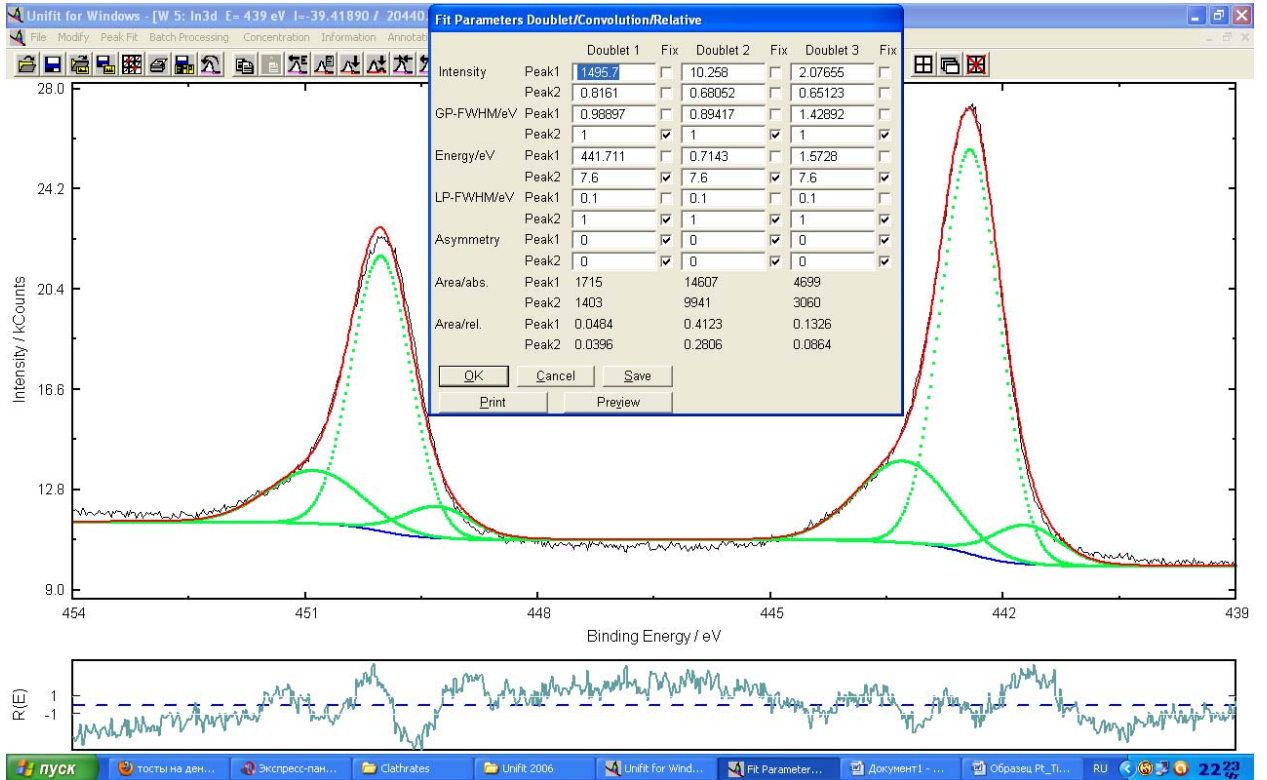 Unifit for Windows - [W 5: In3d E= 439 eV I=-39.41890 / 20440.
Fit Parameters Doublet/Convolution/Relative
File Modify Peak Fit Batch Processing Concentration Information Annotat
Doublet 1 Fix Doublet 2 Fix Doublet 3 Fix
Intensity Peak1 1495.7 10.258 2.07655
Peak2 0.8161 0.68052 0.65123
GP-FWHM/eV Peak1 0.98897 0.89417 1.42892
Peak2 1 1 1
Energy/eV Peak1 441.711 0.7143 1.5728
Peak2 7.6 7.6 7.6
LP-FWHM/eV Peak1 0.1 0.1 0.1
Peak2 1 1 1
Asymmetry Peak1 0 0 0
Peak2 0 0 0
Area/abs. Peak1 1715 14607 4699
Peak2 1403 9941 3060
Area/rel. Peak1 0.0484 0.4123 0.1326
Peak2 0.0396 0.2806 0.0864
OK Cancel Save
Print Preview
Intensity / kCounts
28.0
24.2
20.4
16.6
12.8
9.0
454 451 448 445 442 439
Binding Energy / eV
R(E)
1
-1
пуск тосты на ден... Экспресс-пан... Clathrates Unifit 2006 Unifit for Wind... Fit Parameter... Документ1 - ... Образец Pt_Ti... RU